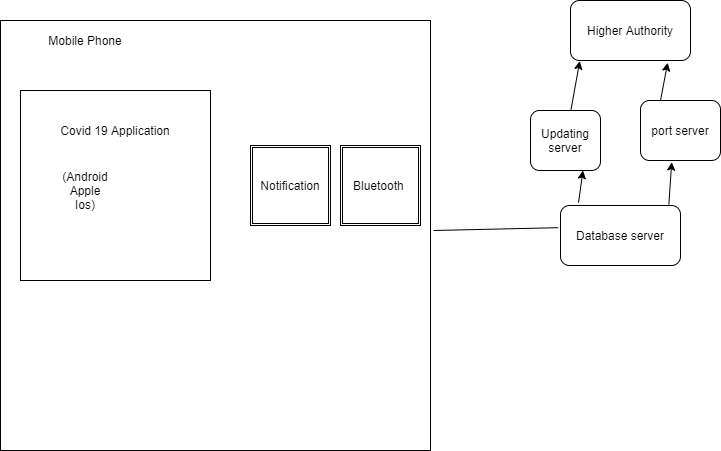 Mobile Phone
Higher Authority
Covid 19 Application
(Android
Apple
Ios)
Notification
Bluetooth
Updating
server
port server
Database server